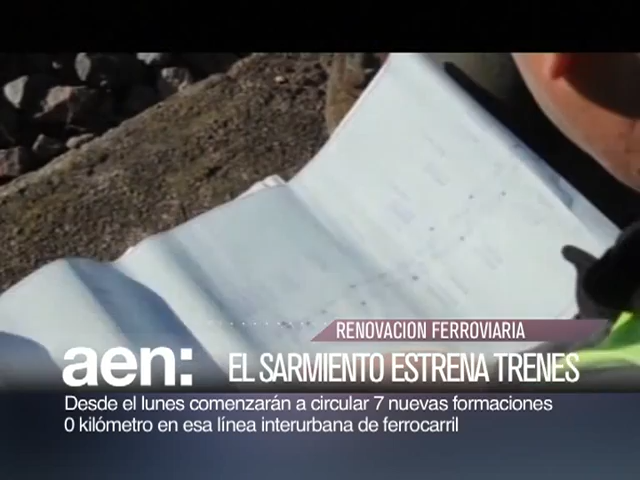 RENOVACION FERROVIARIA
aen: EL SARMIENTO ESTRENA TRENES
Desde el lunes comenzarán a circular 7 nuevas formaciones
0 kilómetro en esa línea interurbana de ferrocarril